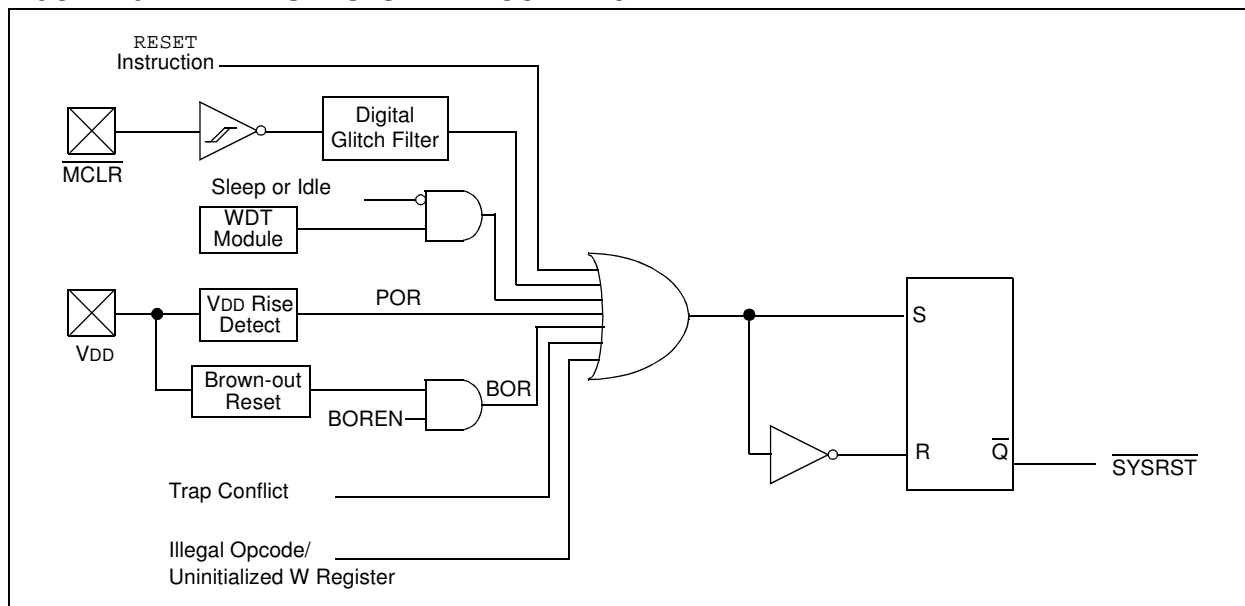 RESET
Instruction
Digital
Glitch Filter
MCLR
Sleep or Idle
WDT
Module
VDD Rise
Detect
POR
VDD
Brown-out
Reset
BOR
BOREN
Trap Conflict
Illegal Opcode/
Uninitialized W Register
S
R
Q
SYSRST